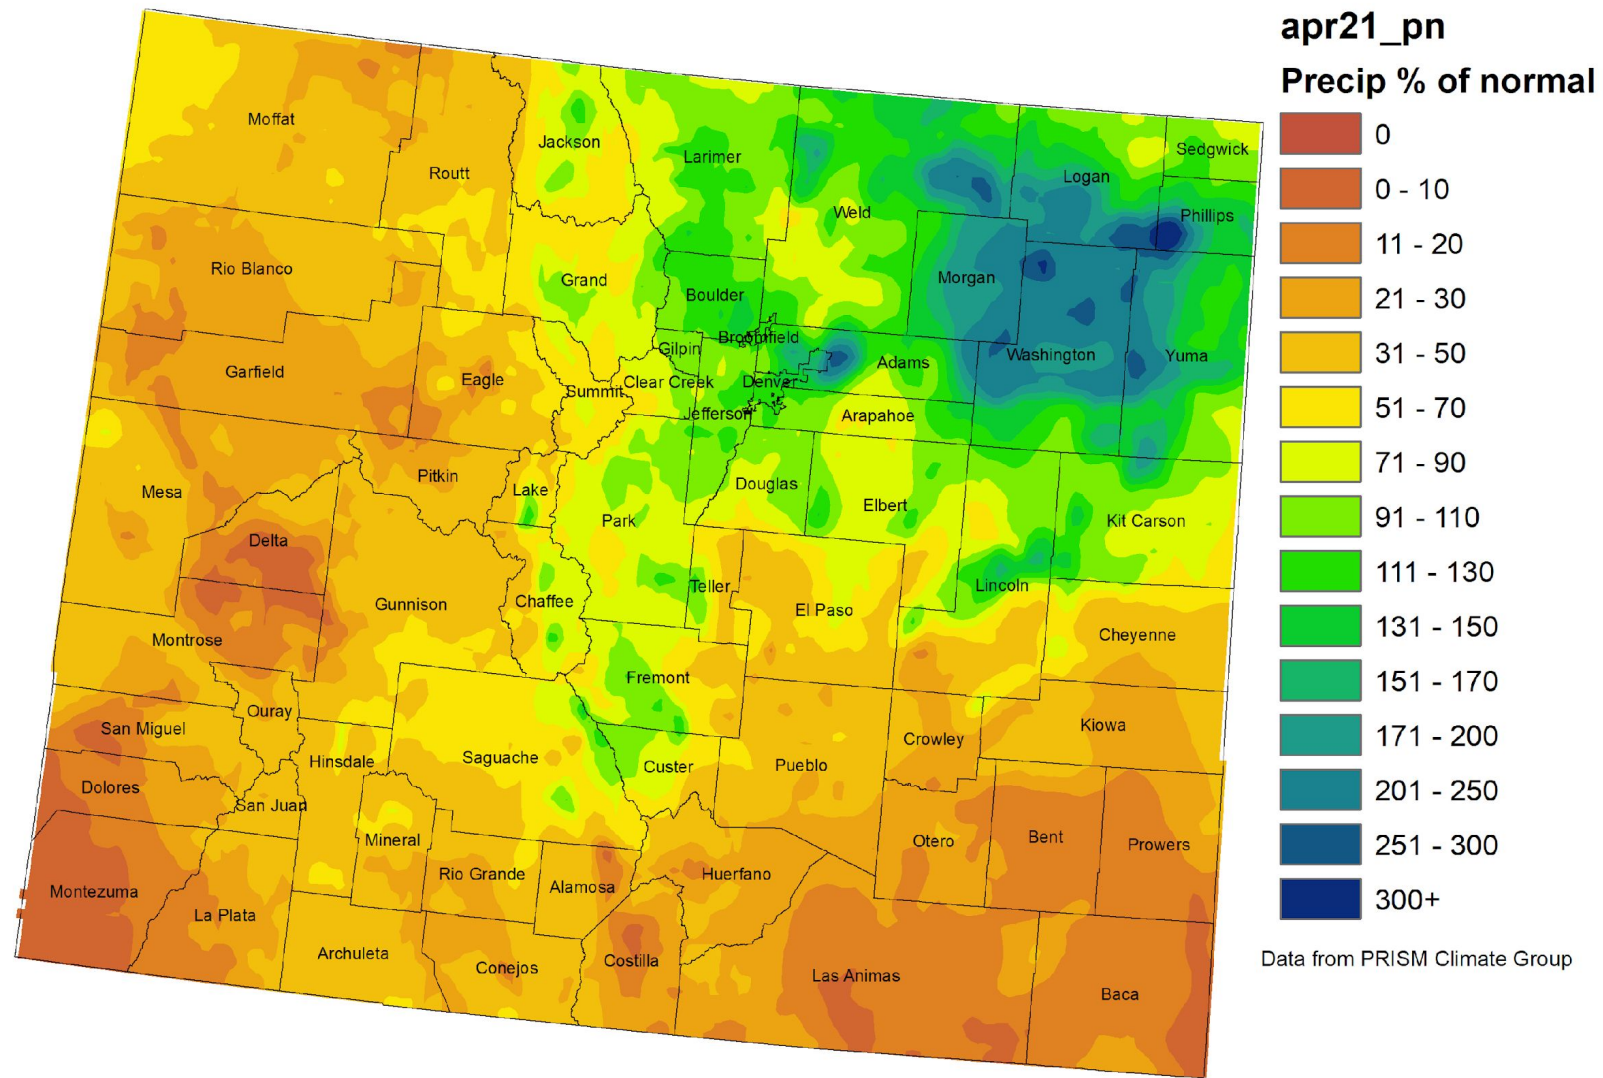 apr21_pn
Precip % of normal
0
0 - 10
11 - 20
21 - 30
31 - 50
51 - 70
71 - 90
91 - 110
111 - 130
131 - 150
151 - 170
171 - 200
201 - 250
251 - 300
300+
Data from PRISM Climate Group
Moffat
Routt
Jackson
Larimer
Weld
Logan
Sedgwick
Phillips
Rio Blanco
Grand
Boulder
Morgan
Broomfield
Gilpin
Adams
Washington
Yuma
Garfield
Eagle
Summit
Clear Creek
Denver
Jefferson
Arapahoe
Mesa
Pitkin
Lake
Park
Douglas
Elbert
Kit Carson
Delta
Gunnison
Chaffee
Teller
El Paso
Lincoln
Cheyenne
Montrose
Fremont
Ouray
San Miguel
Hinsdale
Saguache
Custer
Pueblo
Crowley
Kiowa
Dolores
San Juan
Mineral
Rio Grande
Alamosa
Huerfano
Otero
Bent
Prowers
Montezuma
La Plata
Archuleta
Conejos
Costilla
Las Animas
Baca